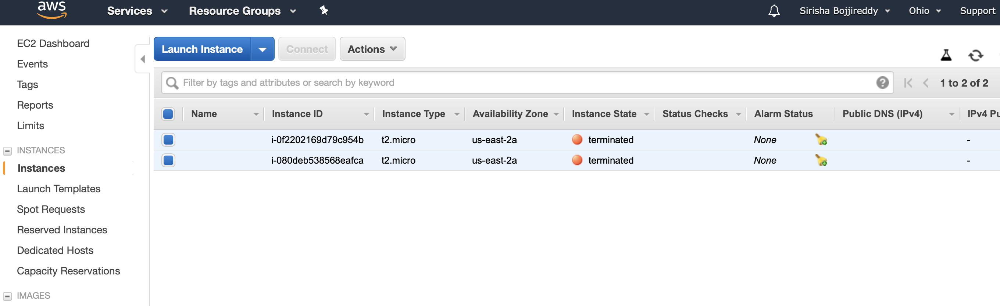 aws Services Resource Groups Sirisha Bojjireddy Ohio Support
EC2 Dashboard
Events
Tags
Reports
Limits
INSTANCES
Instances
Launch Templates
Spot Requests
Reserved Instances
Dedicated Hosts
Capacity Reservations
IMAGES
Launch Instance Connect Actions
Filter by tags and attributes or search by keyword ? 1 to 2 of 2
Name Instance ID Instance Type Availability Zone Instance State Status Checks Alarm Status Public DNS (IPv4) IPv4 Pu
i-0f2202169d79c954b t2.micro us-east-2a terminated None -
i-080deb538568eafca t2.micro us-east-2a terminated None -